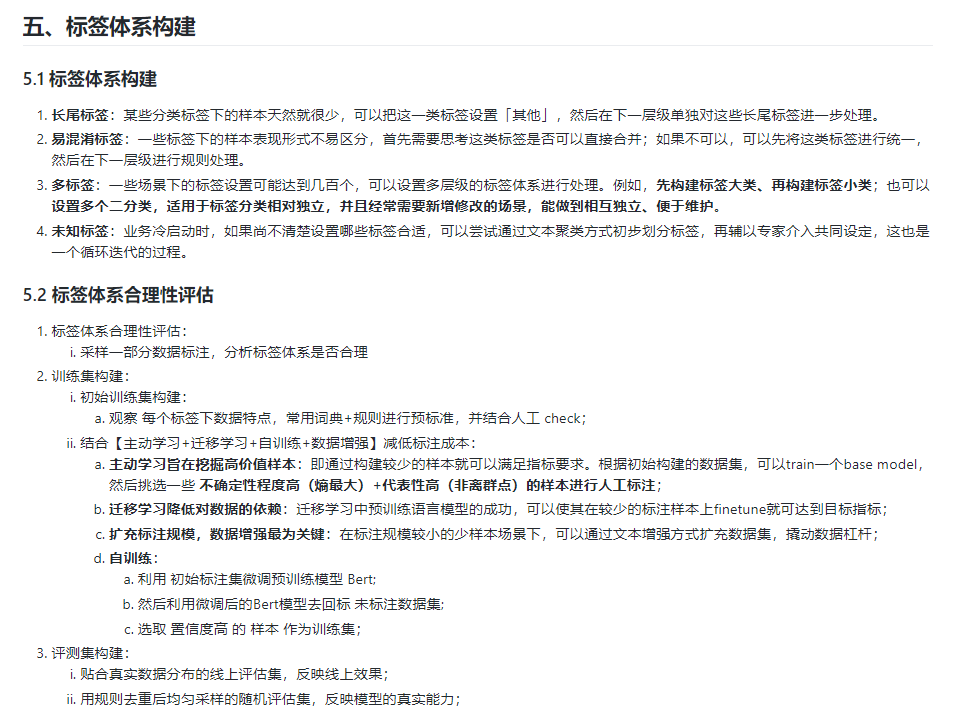 五、标签体系构建
5.1 标签体系构建
1. 长尾标签：某些分类标签下的样本天然就很少，可以把这一类标签设置「其他」，然后在下一层级单独对这些长尾标签进一步处理。
2. 易混淆标签：一些标签下的样本表现形式不易区分，首先需要思考这类标签是否可以直接合并；如果不可以，可以先将这类标签进行统一，
然后在下一层级进行规则处理。
3. 多标签：一些场景下的标签设置可能达到几百个，可以设置多层级的标签体系进行处理。例如，先构建标签大类、再构建标签小类；也可以
设置多个二分类，适用于标签分类相对独立，并且经常需要新增修改的场景，能做到相互独立、便于维护。
4. 未知标签：业务冷启动时，如果尚不清楚设置哪些标签合适，可以尝试通过文本聚类方式初步划分标签，再辅以专家介入共同设定，这也是
一个循环迭代的过程。
5.2 标签体系合理性评估
1. 标签体系合理性评估：
i. 采样一部分数据标注，分析标签体系是否合理
2. 训练集构建：
i. 初始训练集构建：
a. 观察 每个标签下数据特点，常用词典+规则进行预标准，并结合人工 check；
ii. 结合【主动学习+迁移学习+自训练+数据增强】减低标注成本：
a. 主动学习旨在挖掘高价值样本：即通过构建较少的样本就可以满足指标要求。根据初始构建的数据集，可以train一个base model，
然后挑选一些 不确定性程度高（熵最大）+代表性高（非离群点）的样本进行人工标注；
b. 迁移学习降低对数据的依赖：迁移学习中预训练语言模型的成功，可以使其在较少的标注样本上finetune就可达到目标指标；
c. 扩充标注规模，数据增强最为关键：在标注规模较小的少样本场景下，可以通过文本增强方式扩充数据集，撬动数据杠杆；
d. 自训练：
a. 利用 初始标注集微调预训练模型 Bert;
b. 然后利用微调后的Bert模型去回标 未标注数据集;
c. 选取 置信度高 的 样本 作为训练集；
3. 评测集构建：
i. 贴合真实数据分布的线上评估集，反映线上效果；
ii. 用规则去重后均匀采样的随机评估集，反映模型的真实能力；